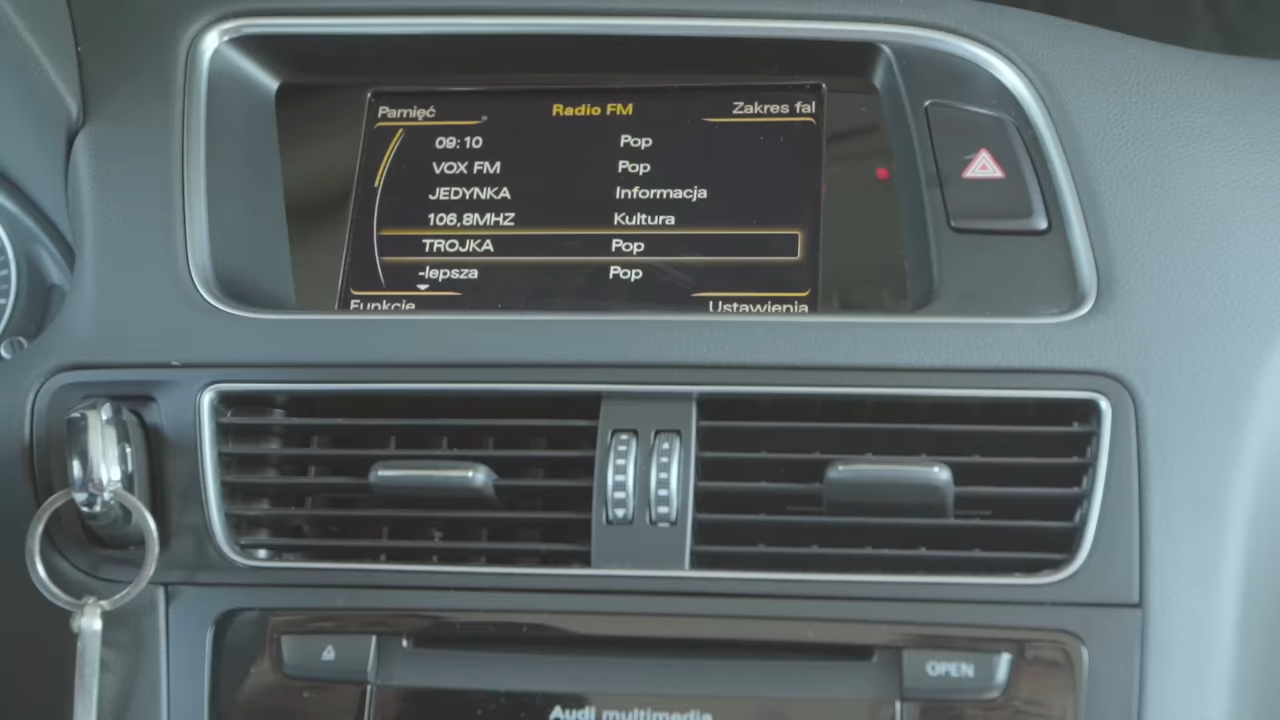 Pamięć Radio FM Zakres fal
09:10 Pop
VOX FM Pop
JEDYNKA Informacja
106,8MHZ Kultura
TROJKA Pop
-lepsza Pop
Funkcje Ustawienia
OPEN
Audi multimedia